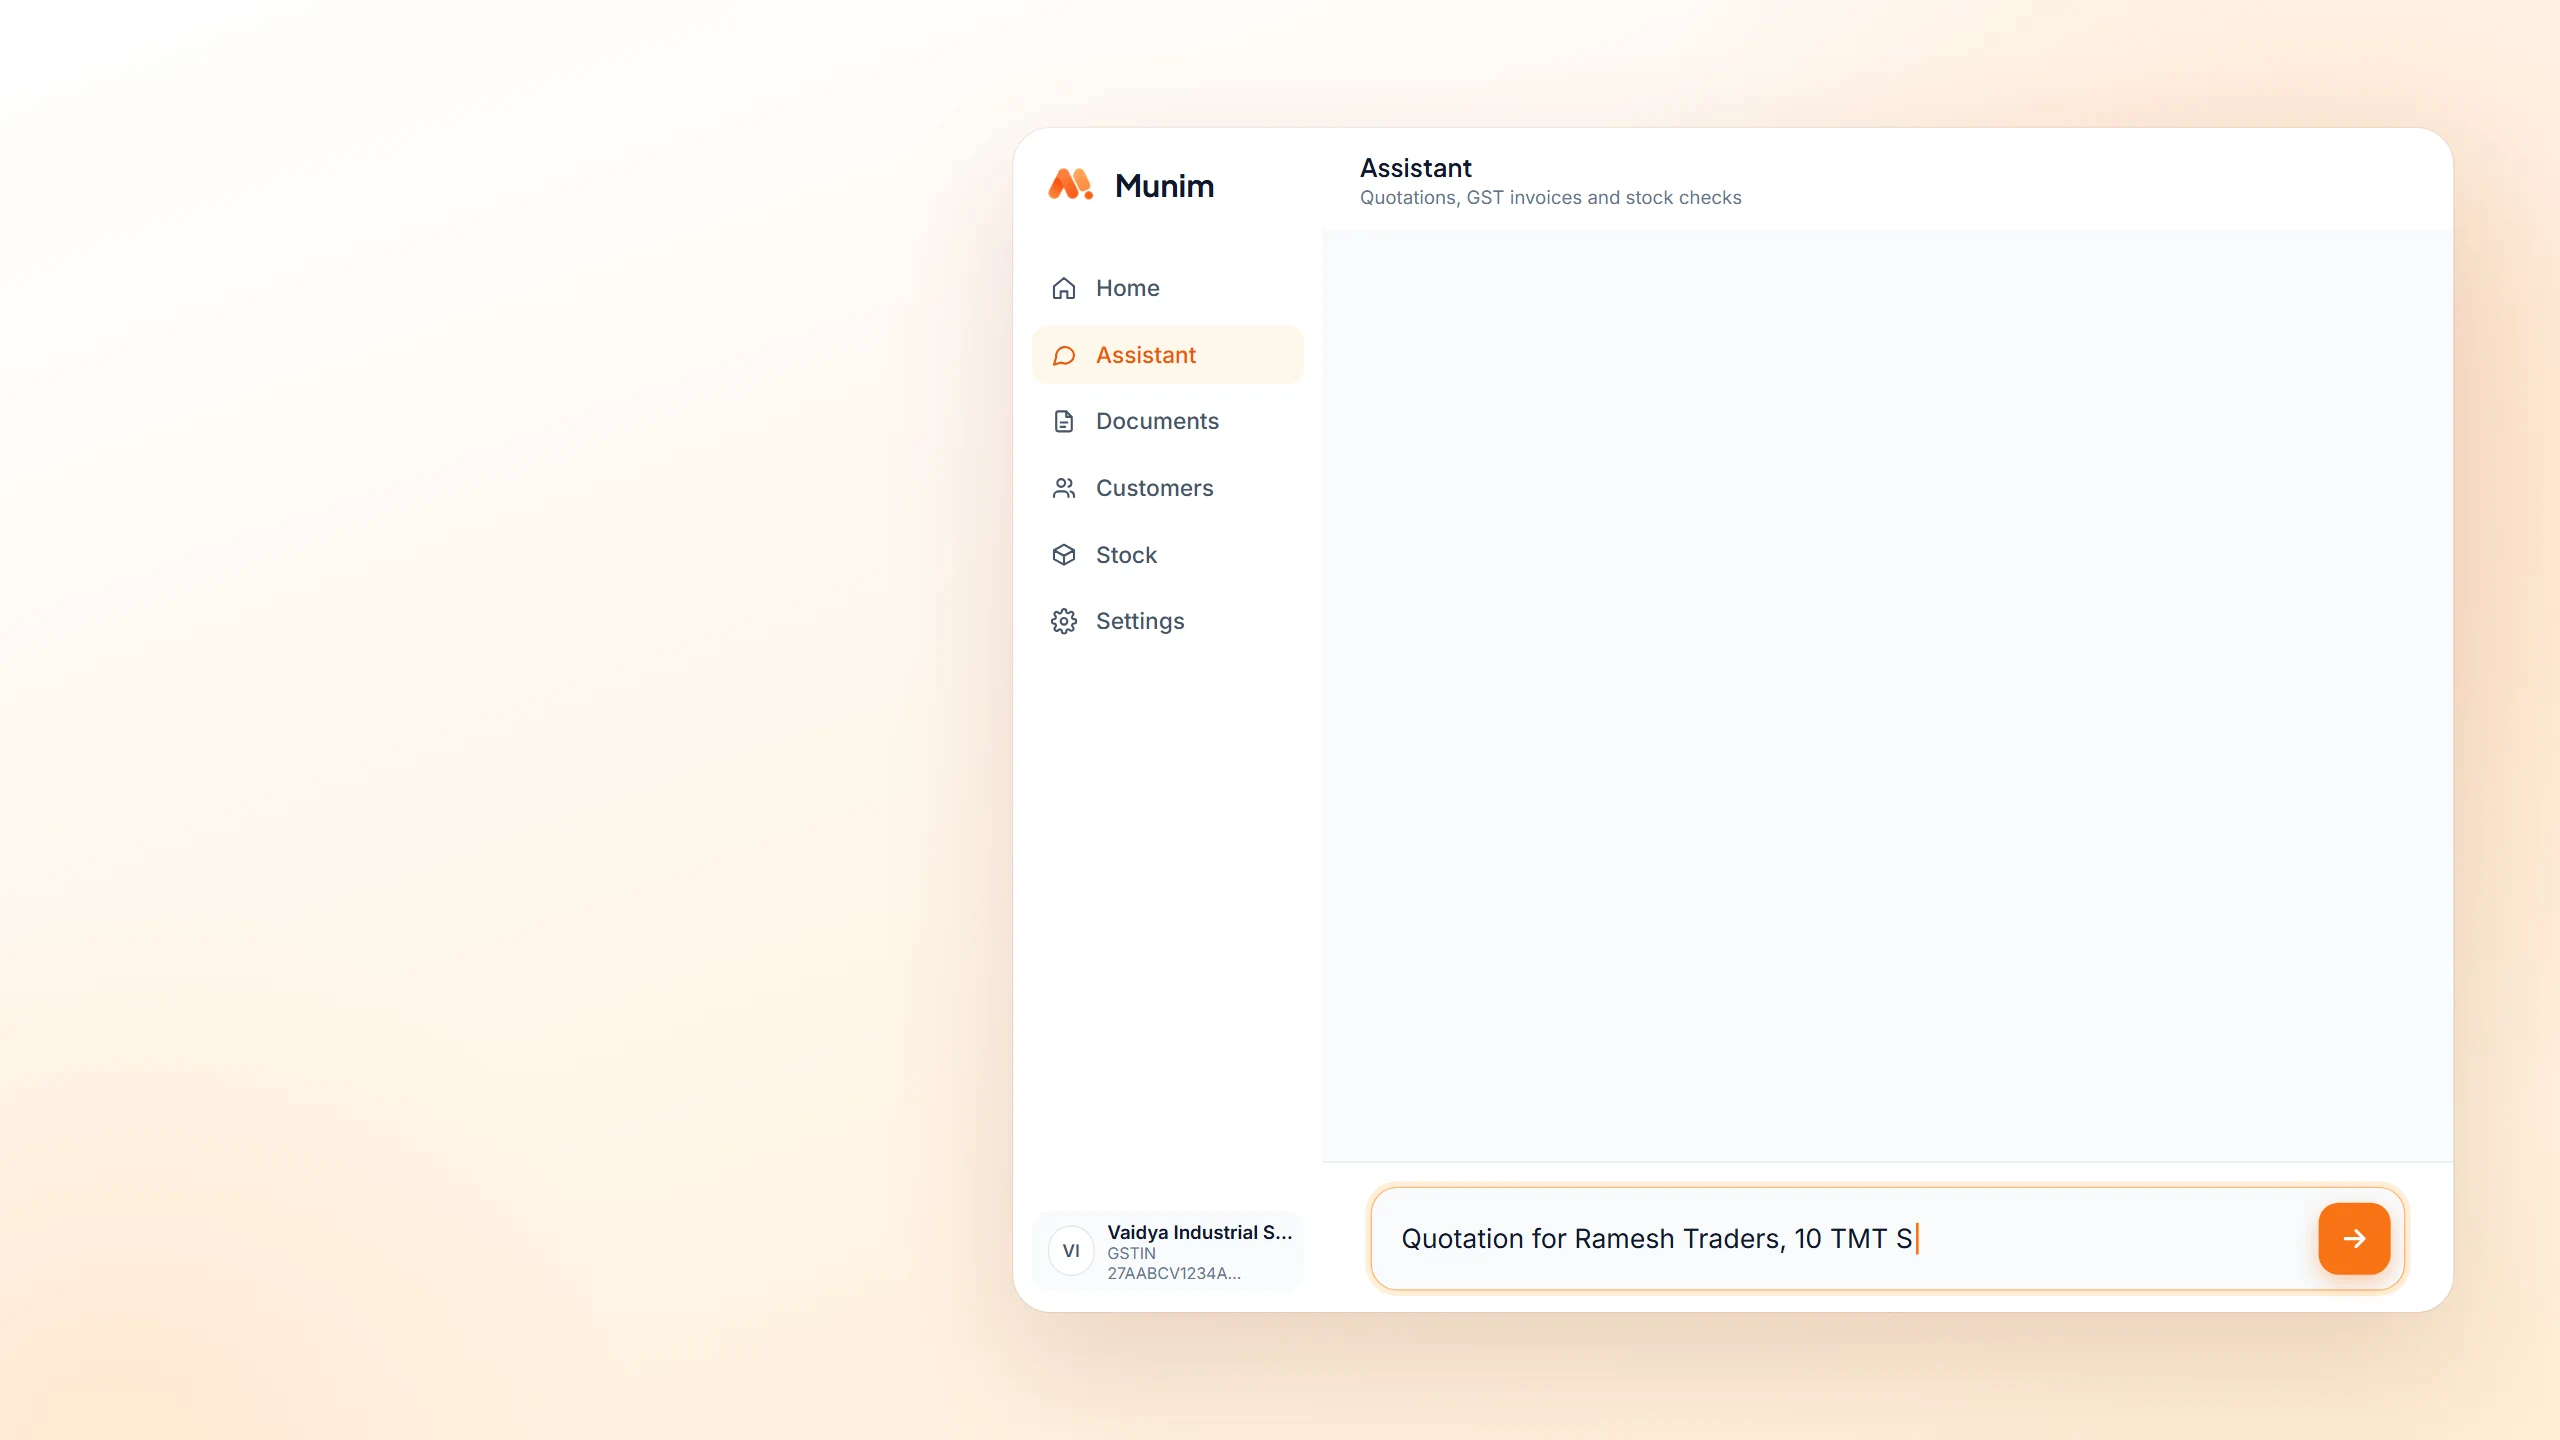 Munim
Home
Assistant
Documents
Customers
Stock
Settings
VI
Vaidya Industrial S...
GSTIN
27AABCV1234A...
Assistant
Quotations, GST invoices and stock checks
Quotation for Ramesh Traders, 10 TMT S